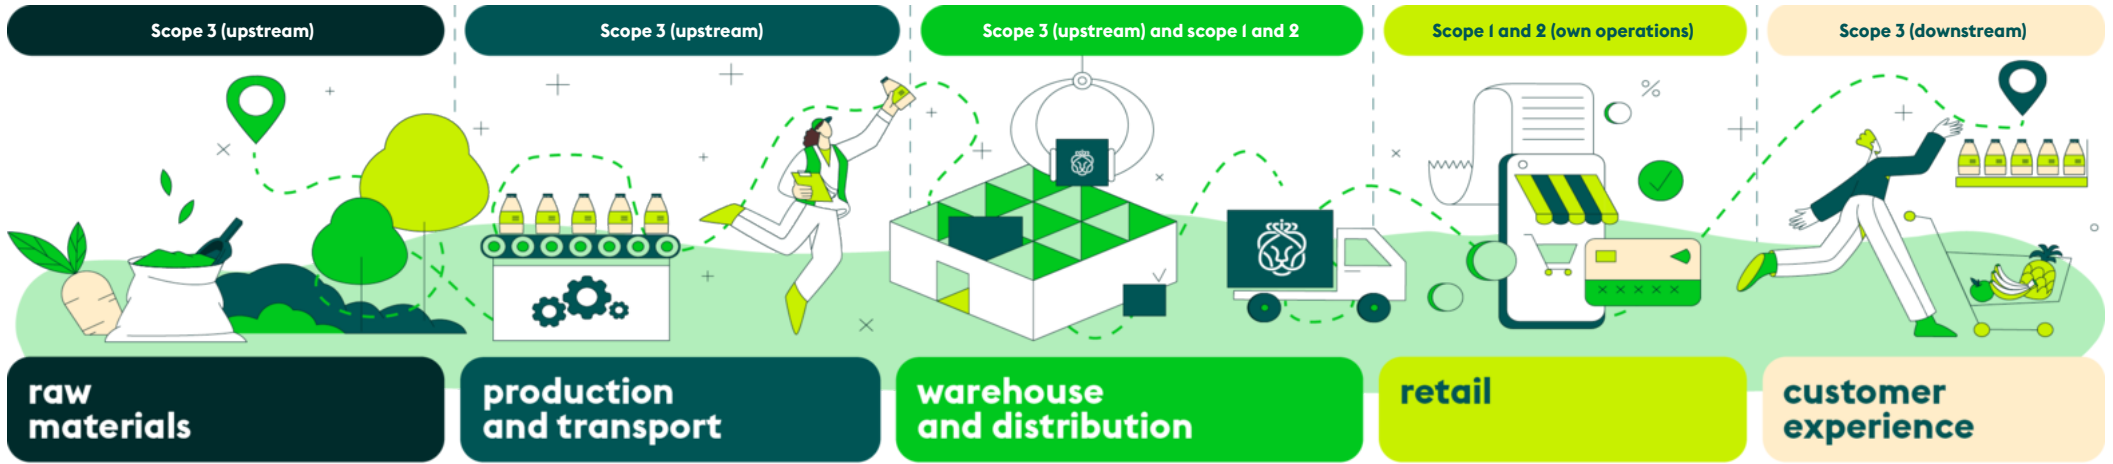 Scope 3 (upstream)
Scope 3 (upstream)
Scope 3 (upstream) and scope 1 and 2
Scope 1 and 2 (own operations)
Scope 3 (downstream)
%
×××××
raw
materials
production
and transport
warehouse
and distribution
retail
customer
experience